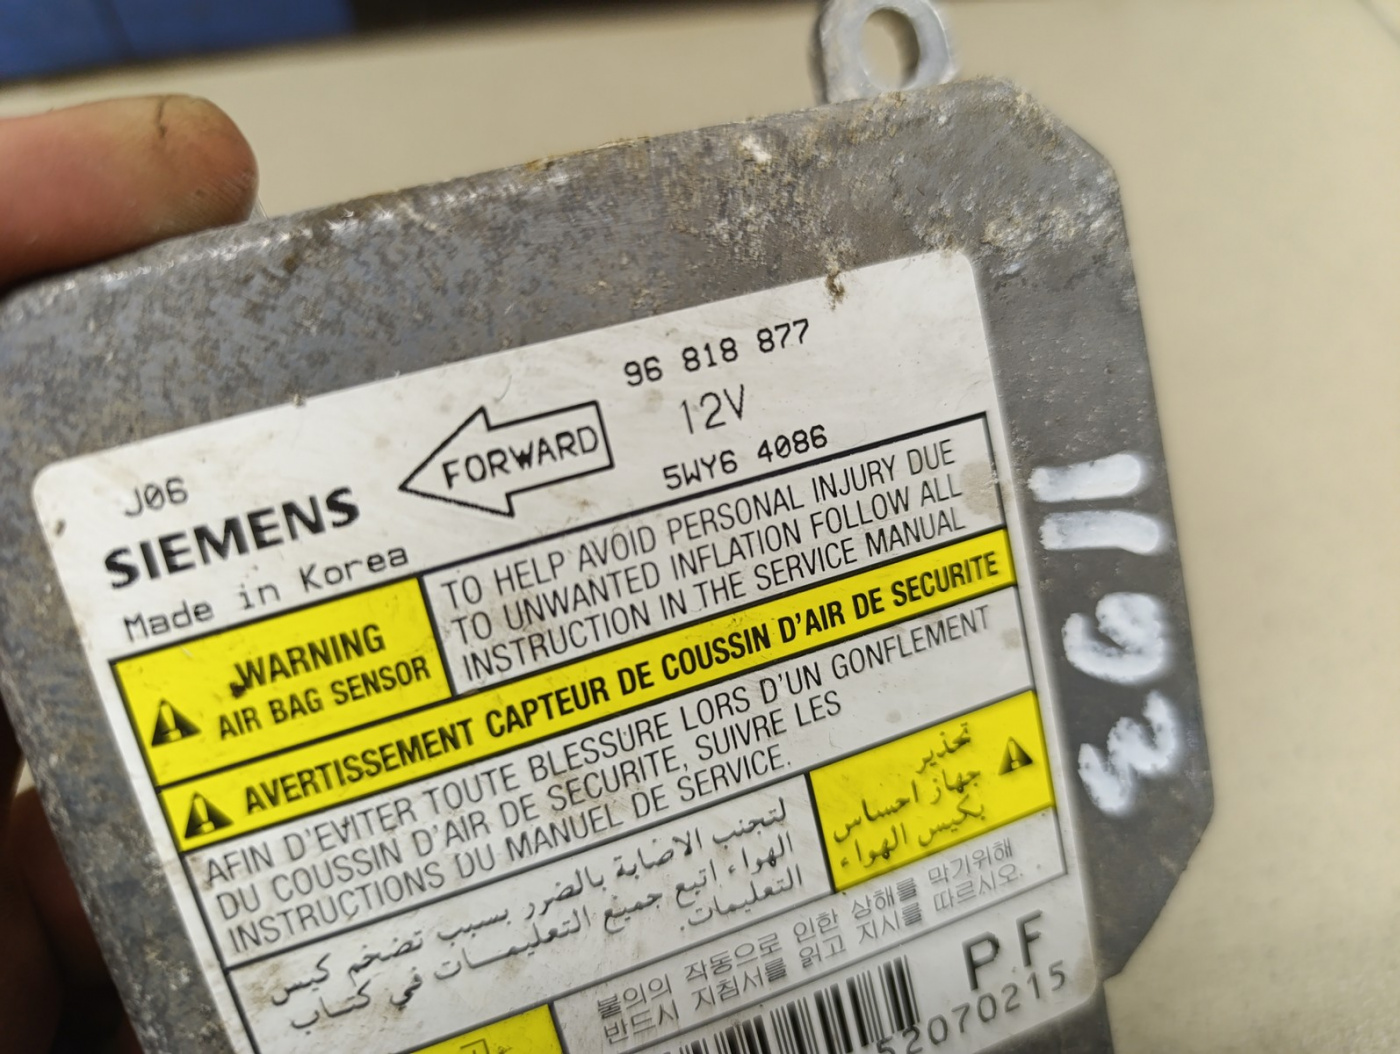 96 818 877
12V
5WY6 4086
J06
SIEMENS
FORWARD
Made in Korea
WARNING
AIR BAG SENSOR
TO HELP AVOID PERSONAL INJURY DUE
TO UNWANTED INFLATION FOLLOW ALL
INSTRUCTION IN THE SERVICE MANUAL
AVERTISSEMENT CAPTEUR DE COUSSIN D'AIR DE SECURITE
AFIN D'EVITER TOUTE BLESSURE LORS D'UN GONFLEMENT
DU COUSSIN D'AIR DE SECURITE, SUIVRE LES
INSTRUCTIONS DU MANUEL DE SERVICE.
تحذير
جهاز احساس
بكيس الهواء
لتجنب الاصابة بالضرر بسبب تضخم كيس
الهواء اتبع جميع التعليمات في كتاب
التعليمات.
불의의 작동으로 인한 상해를 막기위해
반드시 지침서를 읽고 지시를 따르시오.
PF
52070215